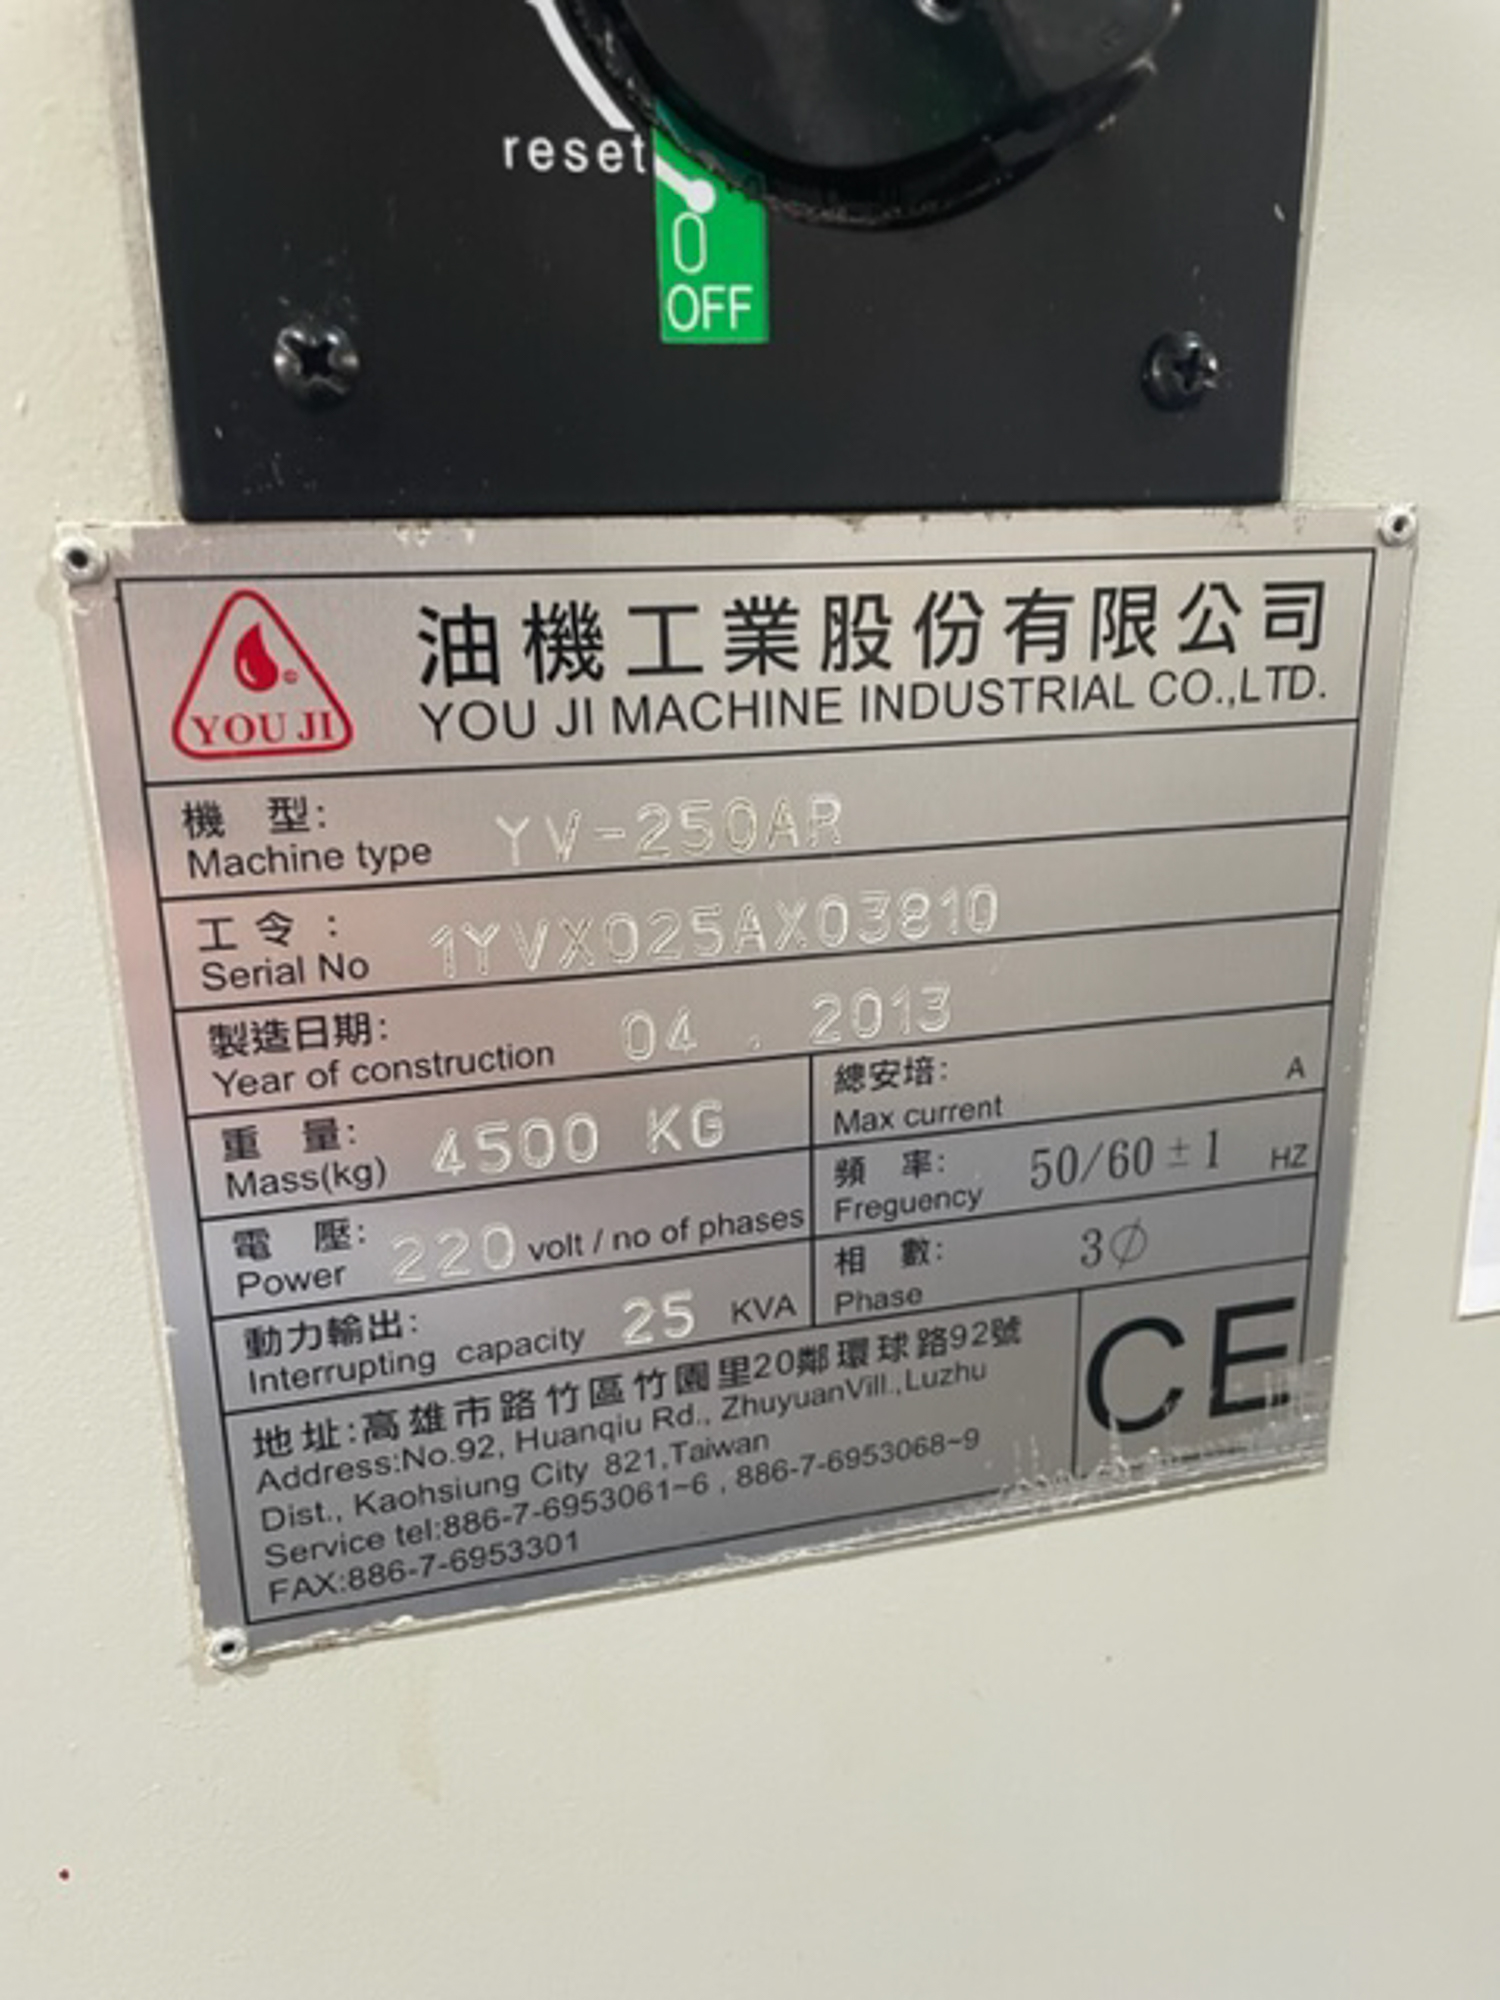 reset
0
OFF
YOU JI
©
油機工業股份有限公司
YOU JI MACHINE INDUSTRIAL CO.,LTD.
機 型:
Machine type YV-250AR
工令 :
Serial No 1YVX025AX03810
製造日期:
Year of construction 04 . 2013
重 量:
Mass(kg) 4500 KG
總安培: A
Max current
電 壓:
Power 220 volt / no of phases
頻 率: 50/60 ± 1 HZ
Freguency
動力輸出:
Interrupting capacity 25 KVA
相 數: 3∅
Phase
地址:高雄市路竹區竹園里20鄰環球路92號
Address:No.92, Huanqiu Rd., ZhuyuanVill.,Luzhu
Dist., Kaohsiung City 821,Taiwan
Service tel:886-7-6953061~6 , 886-7-6953068~9
FAX:886-7-6953301
CE